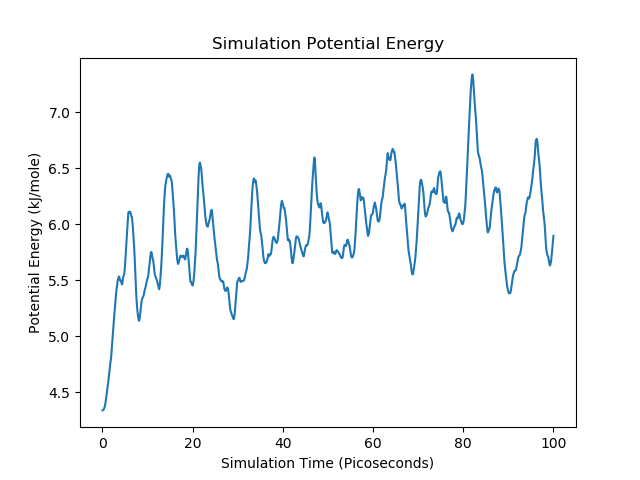 Simulation Potential Energy
Potential Energy (kJ/mole)
7.0
6.5
6.0
5.5
5.0
4.5
0 20 40 60 80 100
Simulation Time (Picoseconds)